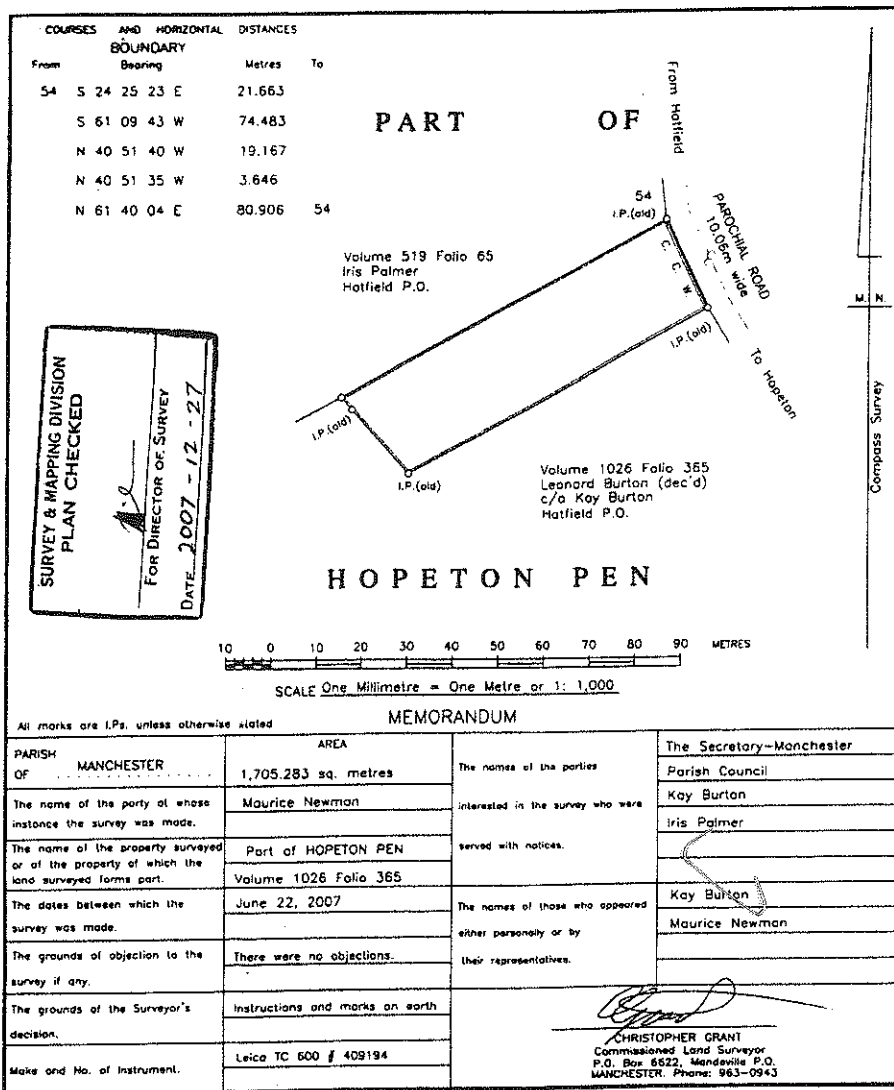 COURSES AND HORIZONTAL DISTANCES
BOUNDARY
From Bearing Metres To
54 S 24 25 23 E 21.663
S 61 09 43 W 74.483
N 40 51 40 W 19.167
N 40 51 35 W 3.646
N 61 40 04 E 80.906 54
PART OF
From Hatfield
54
I.P.(old)
PAROCHIAL ROAD
10.06m wide
C. C. W.
I.P.(old)
To Hopeton
M. N.
Compass Survey
Volume 519 Folio 65
Iris Palmer
Hatfield P.O.
I.P.(old)
I.P.(old)
Volume 1026 Folio 365
Leonard Burton (dec'd)
c/o Kay Burton
Hatfield P.O.
SURVEY & MAPPING DIVISION
PLAN CHECKED
FOR DIRECTOR OF SURVEY
DATE 2007-12-27
HOPETON PEN
10 0 10 20 30 40 50 60 70 80 90 METRES
SCALE One Millimetre = One Metre or 1: 1,000
All marks are I.Ps. unless otherwise stated
MEMORANDUM
PARISH
OF MANCHESTER
AREA
1,705.283 sq. metres
The name of the party at whose
instance the survey was made.
Maurice Newman
The name of the property surveyed
or of the property of which the
land surveyed forms part.
Part of HOPETON PEN
Volume 1026 Folio 365
The dates between which the
survey was made.
June 22, 2007
The grounds of objection to the
survey if any.
There were no objections.
The grounds of the Surveyor's
decision.
Instructions and marks on earth
Make and No. of Instrument.
Leica TC 600 # 409194
The names of the parties
interested in the survey who were
served with notices.
The Secretary-Manchester
Parish Council
Kay Burton
Iris Palmer
The names of those who appeared
either personally or by
their representatives.
Kay Burton
Maurice Newman
CHRISTOPHER GRANT
Commissioned Land Surveyor
P.O. Box 6622, Mandeville P.O.
MANCHESTER. Phone: 963-0943